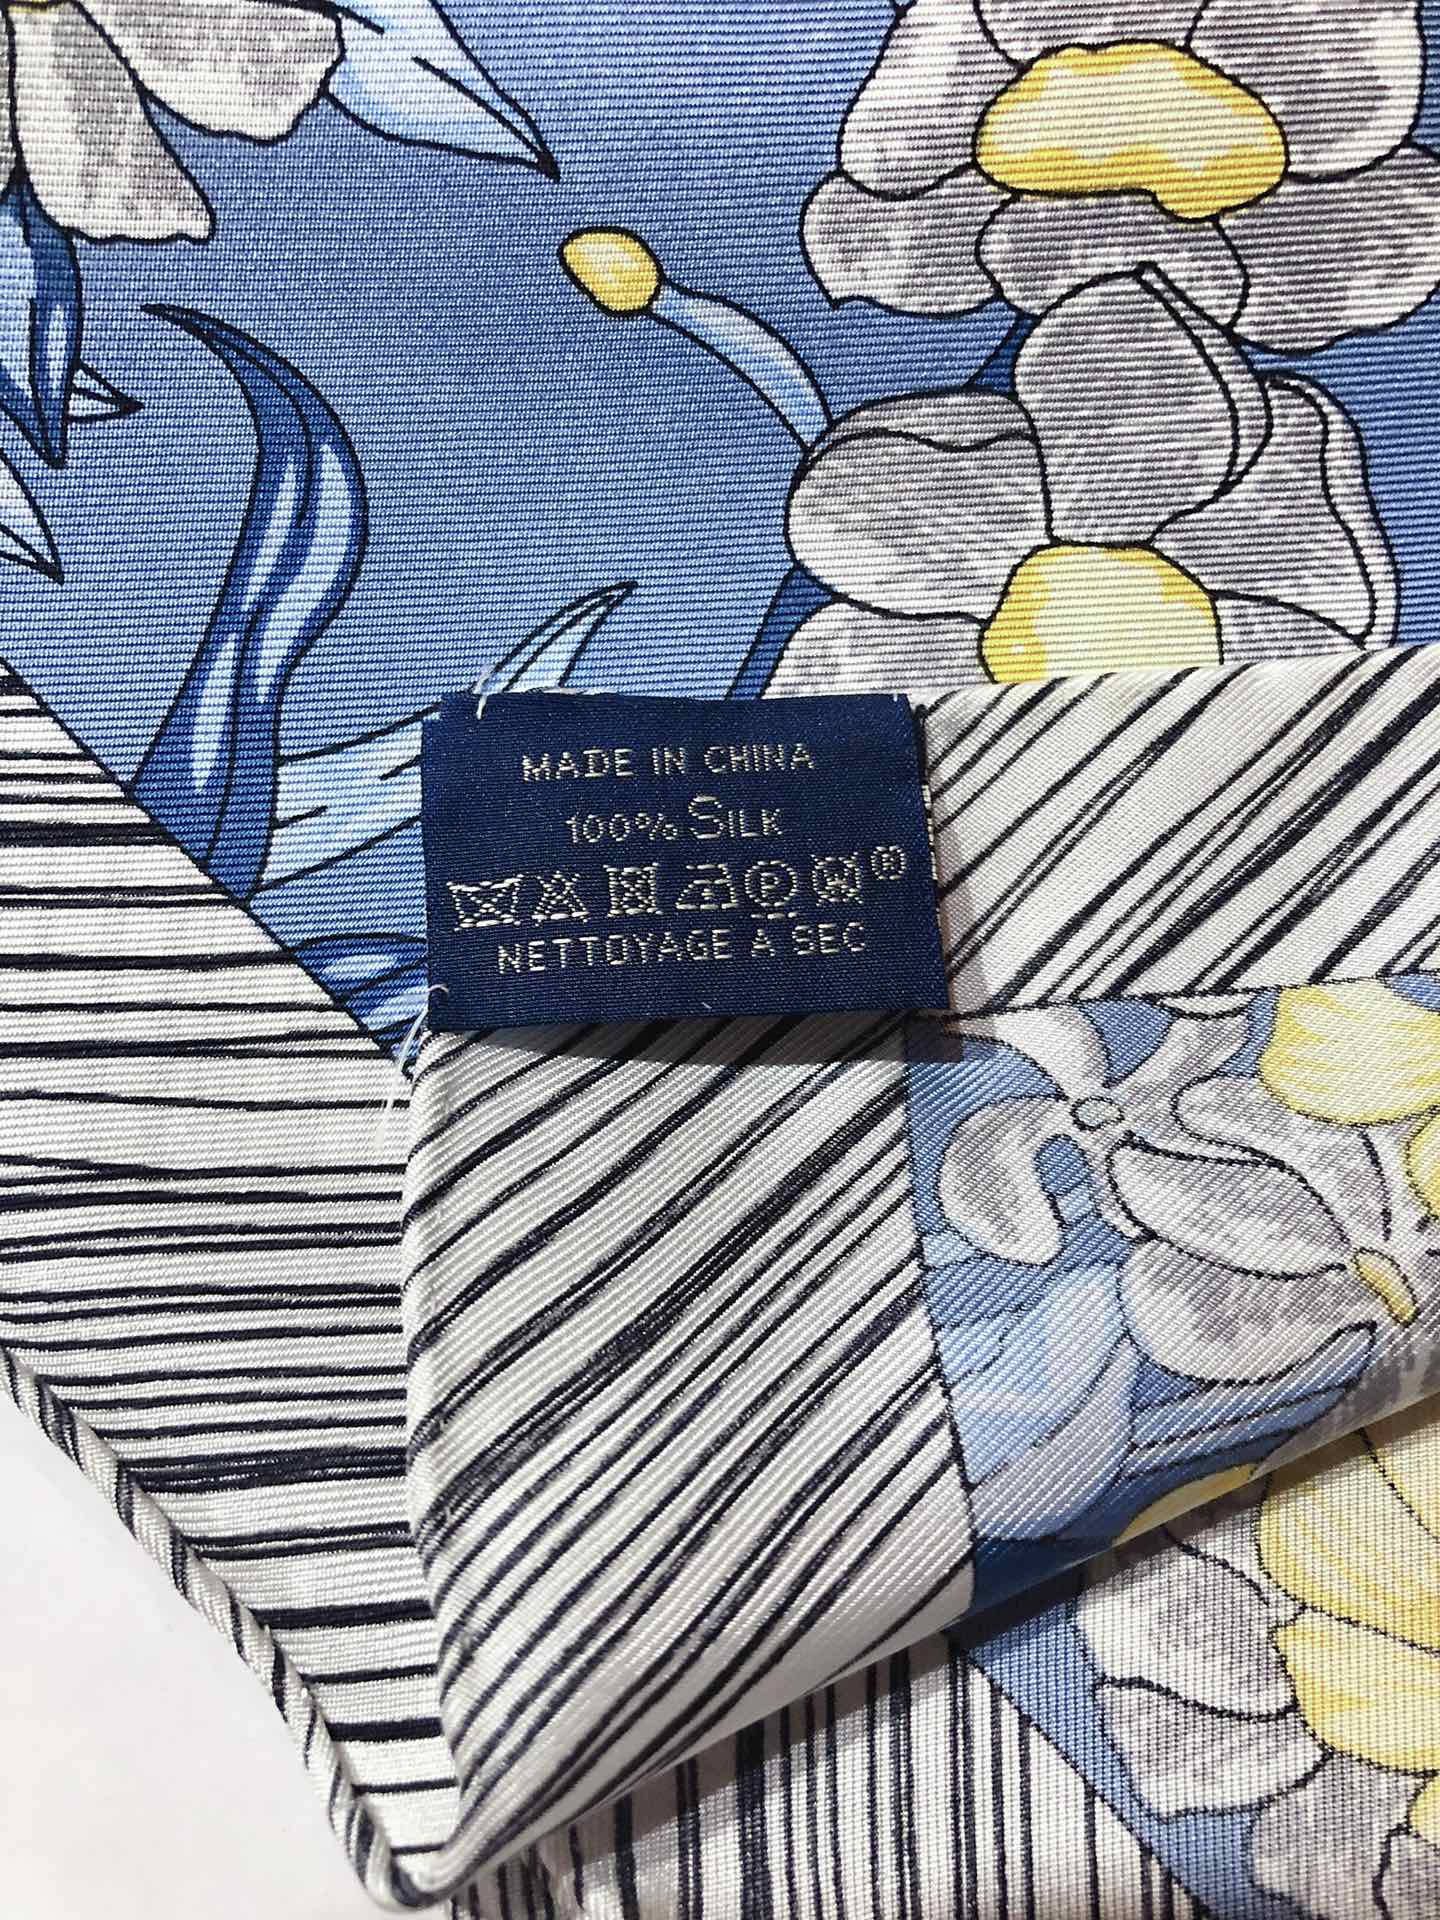 MADE IN CHINA
100% SILK
P W ®
NETTOYAGE A SEC